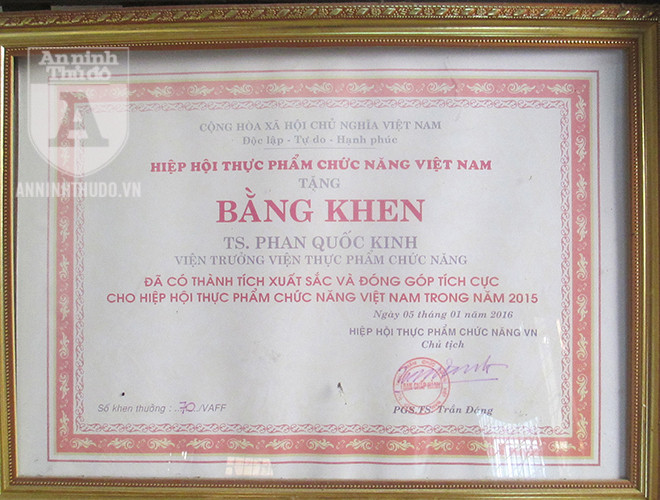 An ninh
Thủ đô
A
ANNINHTHUDO.VN
CỘNG HÒA XÃ HỘI CHỦ NGHĨA VIỆT NAM
Độc lập - Tự do - Hạnh phúc
HIỆP HỘI THỰC PHẨM CHỨC NĂNG VIỆT NAM
TẶNG
BẰNG KHEN
TS. PHAN QUỐC KINH
VIỆN TRƯỞNG VIỆN THỰC PHẨM CHỨC NĂNG
ĐÃ CÓ THÀNH TÍCH XUẤT SẮC VÀ ĐÓNG GÓP TÍCH CỰC
CHO HIỆP HỘI THỰC PHẨM CHỨC NĂNG VIỆT NAM TRONG NĂM 2015
Ngày 05 tháng 01 năm 2016
HIỆP HỘI THỰC PHẨM CHỨC NĂNG VN
Chủ tịch
Số khen thưởng : ..70../VAFF
PGS.TS. Trần Đáng